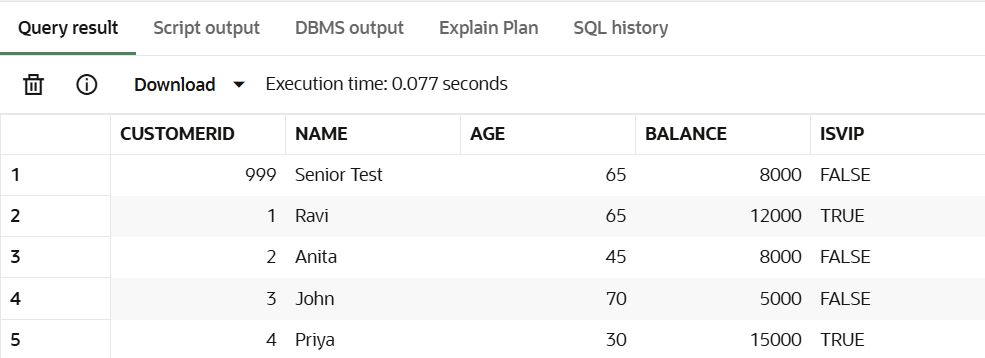 Query result Script output DBMS output Explain Plan SQL history
Download Execution time: 0.077 seconds
CUSTOMERID NAME AGE BALANCE ISVIP
1 999 Senior Test 65 8000 FALSE
2 1 Ravi 65 12000 TRUE
3 2 Anita 45 8000 FALSE
4 3 John 70 5000 FALSE
5 4 Priya 30 15000 TRUE